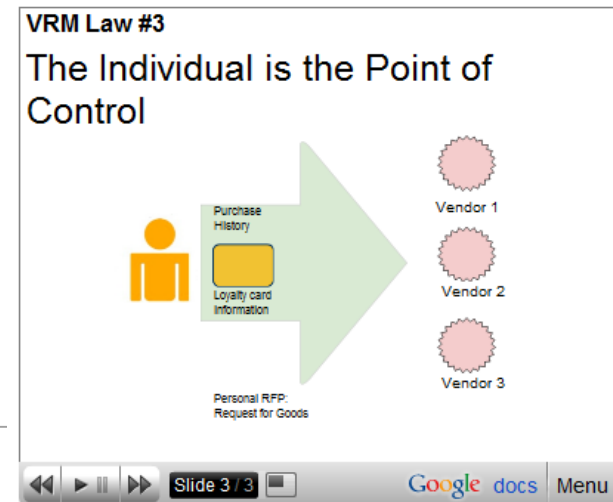 VRM Law #3
The Individual is the Point of
Control
Purchase
History
Loyalty card
Information
Personal RFP:
Request for Goods
Vendor 1
Vendor 2
Vendor 3
Slide 3 / 3
Google docs
Menu